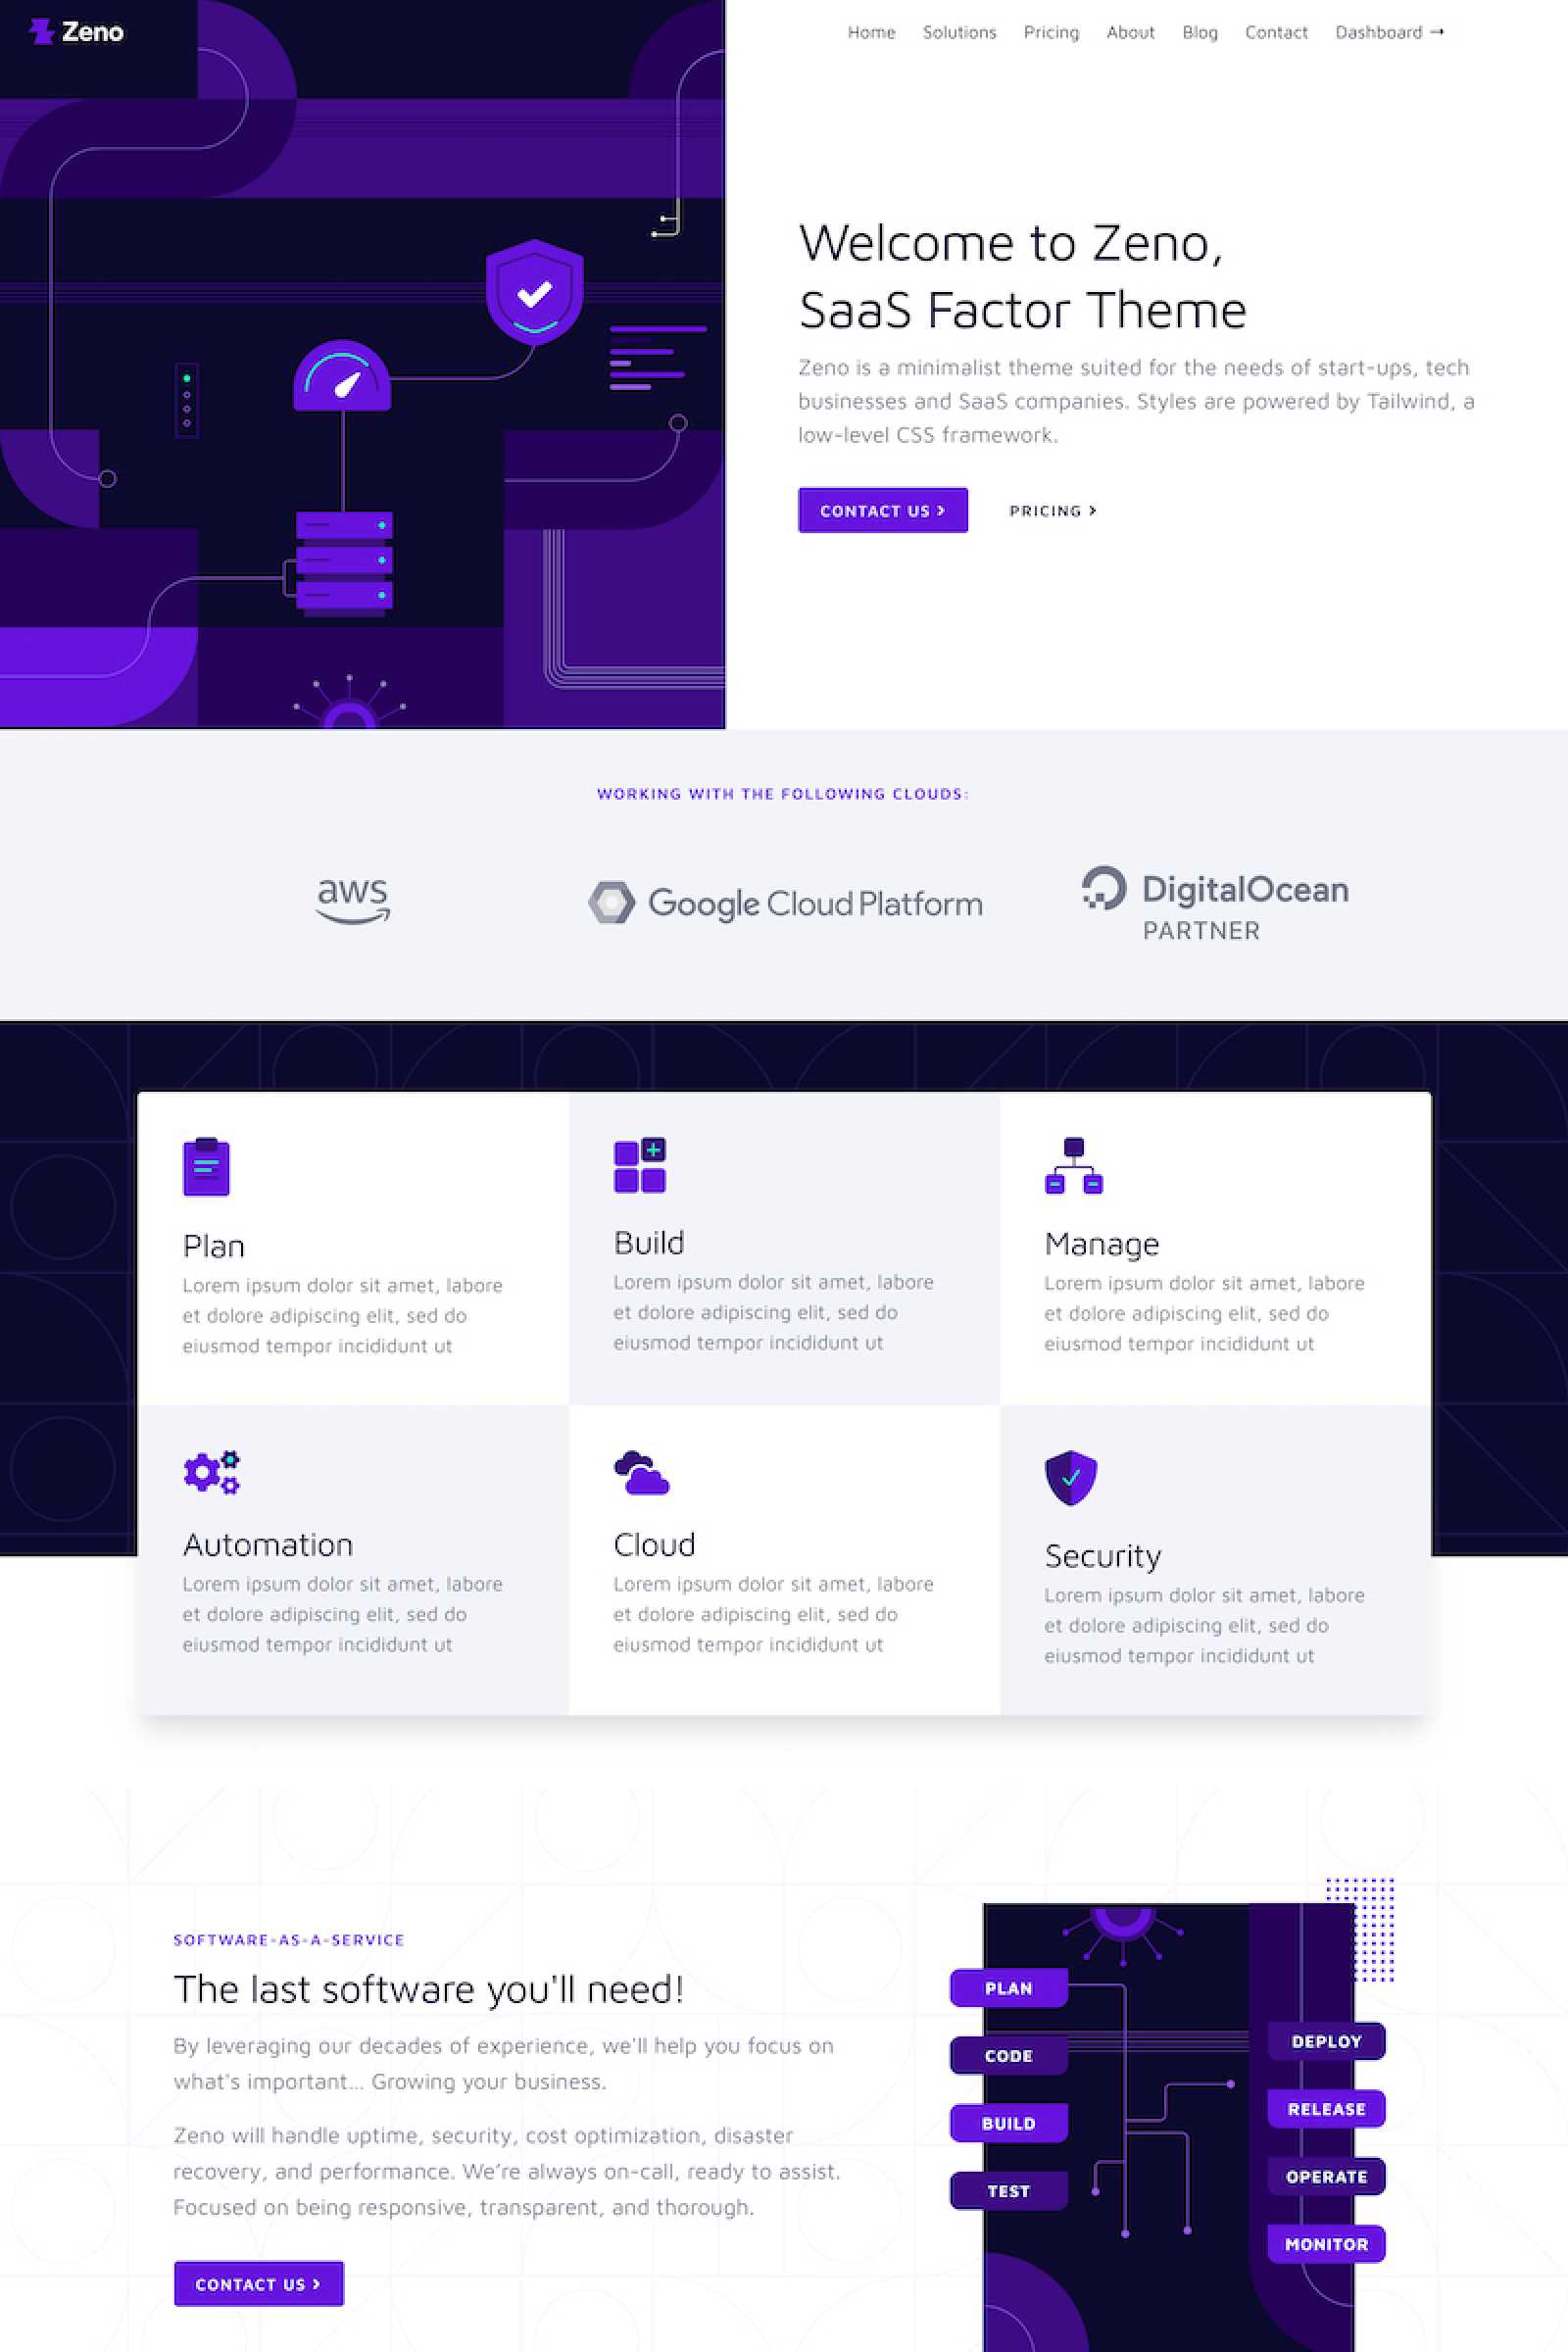 Zeno
Home Solutions Pricing About Blog Contact Dashboard →
Welcome to Zeno,
SaaS Factor Theme
Zeno is a minimalist theme suited for the needs of start-ups, tech
businesses and SaaS companies. Styles are powered by Tailwind, a
low-level CSS framework.
CONTACT US >
PRICING >
WORKING WITH THE FOLLOWING CLOUDS:
aws
Google Cloud Platform
DigitalOcean
PARTNER
Plan
Lorem ipsum dolor sit amet, labore
et dolore adipiscing elit, sed do
eiusmod tempor incididunt ut
Build
Lorem ipsum dolor sit amet, labore
et dolore adipiscing elit, sed do
eiusmod tempor incididunt ut
Manage
Lorem ipsum dolor sit amet, labore
et dolore adipiscing elit, sed do
eiusmod tempor incididunt ut
Automation
Lorem ipsum dolor sit amet, labore
et dolore adipiscing elit, sed do
eiusmod tempor incididunt ut
Cloud
Lorem ipsum dolor sit amet, labore
et dolore adipiscing elit, sed do
eiusmod tempor incididunt ut
Security
Lorem ipsum dolor sit amet, labore
et dolore adipiscing elit, sed do
eiusmod tempor incididunt ut
SOFTWARE-AS-A-SERVICE
The last software you'll need!
By leveraging our decades of experience, we'll help you focus on
what's important... Growing your business.
Zeno will handle uptime, security, cost optimization, disaster
recovery, and performance. We're always on-call, ready to assist.
Focused on being responsive, transparent, and thorough.
CONTACT US >
PLAN
CODE
BUILD
TEST
DEPLOY
RELEASE
OPERATE
MONITOR